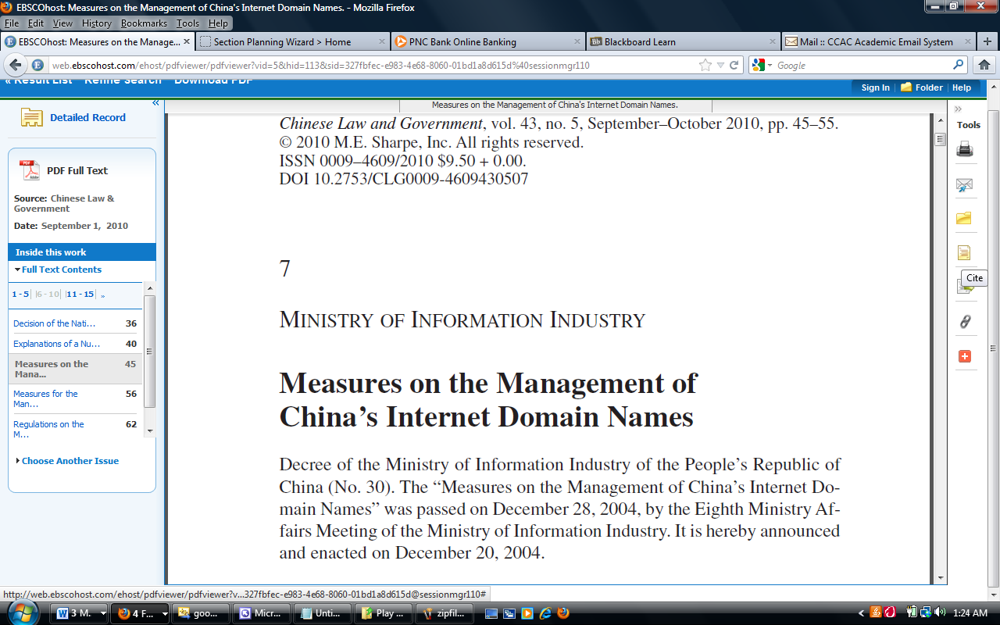 EBSCOhost: Measures on the Management of China's Internet Domain Names. - Mozilla Firefox
File Edit View History Bookmarks Tools Help
EBSCOhost: Measures on the Manage... Section Planning Wizard > Home PNC Bank Online Banking Blackboard Learn Mail :: CCAC Academic Email System
web.ebscohost.com/ehost/pdfviewer/pdfviewer?vid=5&hid=113&sid=327fbfec-e983-4e68-8060-01bd1a8d615d%40sessionmgr110 Google
« Result List Refine Search Download PDF
Sign In Folder Help
Measures on the Management of China's Internet Domain Names.
«
Detailed Record
PDF Full Text
Source: Chinese Law &
Government
Date: September 1, 2010
Inside this work
Full Text Contents
1 - 5 6 - 10 11 - 15 »
Decision of the Nati... 36
Explanations of a Nu... 40
Measures on the
Mana... 45
Measures for the
Man... 56
Regulations on the
M... 62
Choose Another Issue
Chinese Law and Government, vol. 43, no. 5, September–October 2010, pp. 45–55.
© 2010 M.E. Sharpe, Inc. All rights reserved.
ISSN 0009–4609/2010 $9.50 + 0.00.
DOI 10.2753/CLG0009-4609430507
7
MINISTRY OF INFORMATION INDUSTRY
Measures on the Management of
China’s Internet Domain Names
Decree of the Ministry of Information Industry of the People’s Republic of
China (No. 30). The “Measures on the Management of China’s Internet Do-
main Names” was passed on December 28, 2004, by the Eighth Ministry Af-
fairs Meeting of the Ministry of Information Industry. It is hereby announced
and enacted on December 20, 2004.
»
Tools
Cite
http://web.ebscohost.com/ehost/pdfviewer/pdfviewer?v...327fbfec-e983-4e68-8060-01bd1a8d615d@sessionmgr110#
3 M. 4 F... goo... Micr... Unti... Play ... zipfil... 1:24 AM